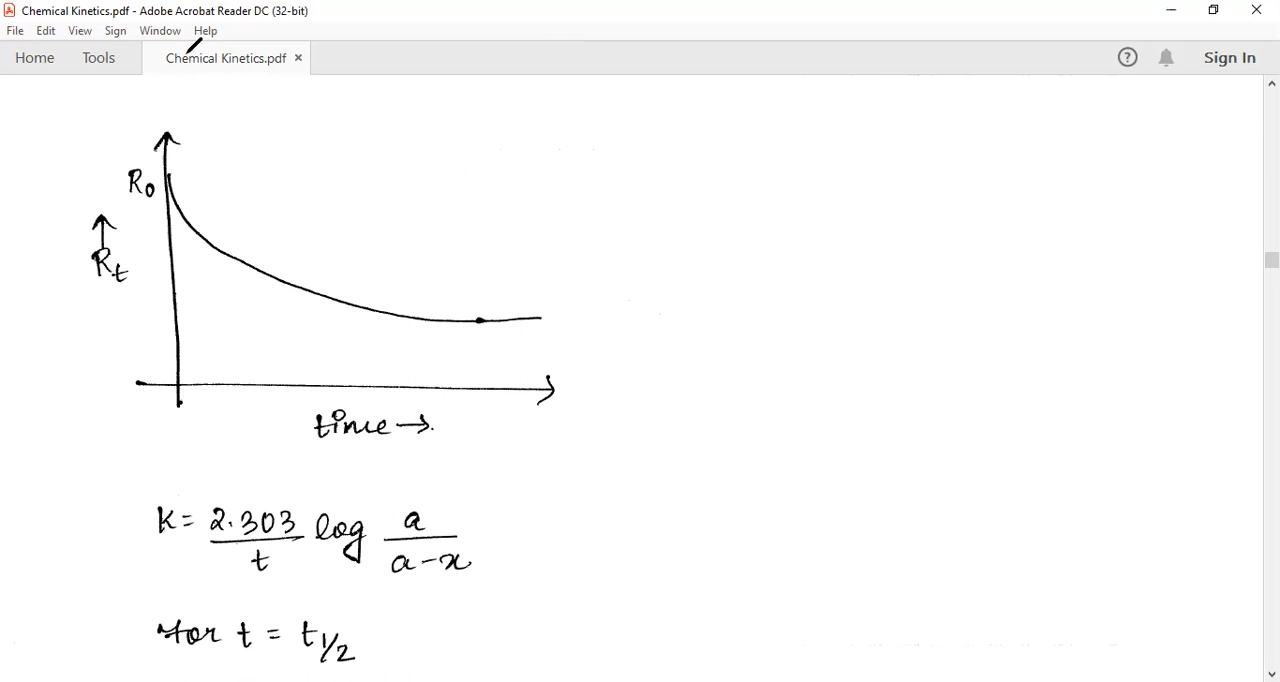 Chemical Kinetics.pdf - Adobe Acrobat Reader DC (32-bit)
File Edit View Sign Window Help
Home Tools Chemical Kinetics.pdf × ? Sign In
R₀
↑
Rt
time →
K = 2.303/t log a/a-x
for t = t1/2